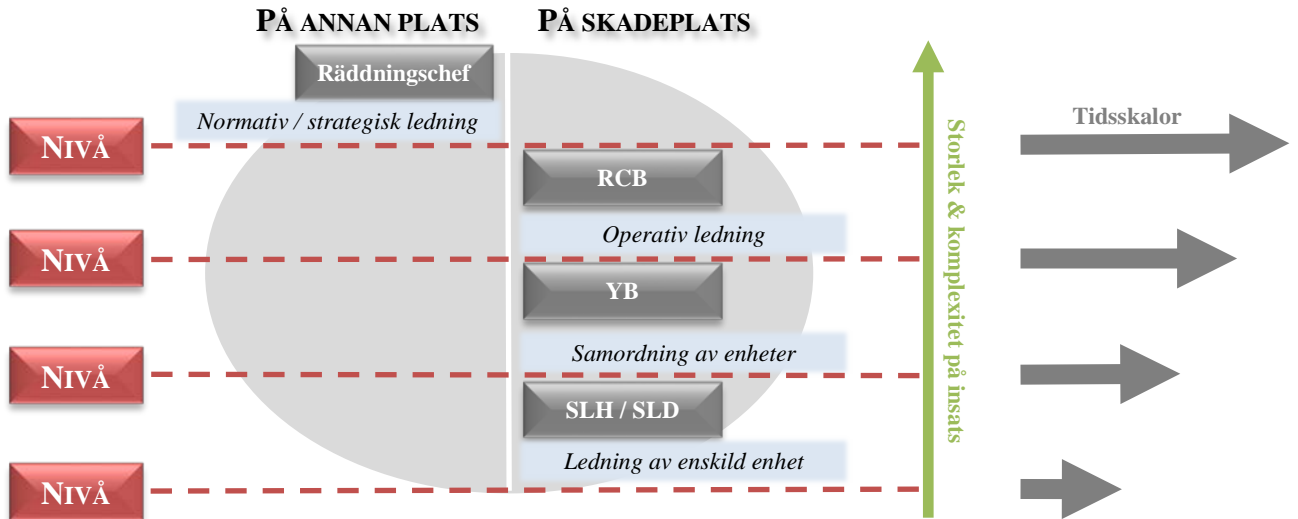 PÅ ANNAN PLATS
PÅ SKADEPLATS
Räddningschef
Normativ / strategisk ledning
NIVÅ
RCB
Operativ ledning
NIVÅ
YB
Samordning av enheter
NIVÅ
SLH / SLD
Ledning av enskild enhet
NIVÅ
Storlek & komplexitet på insats
Tidsskalor